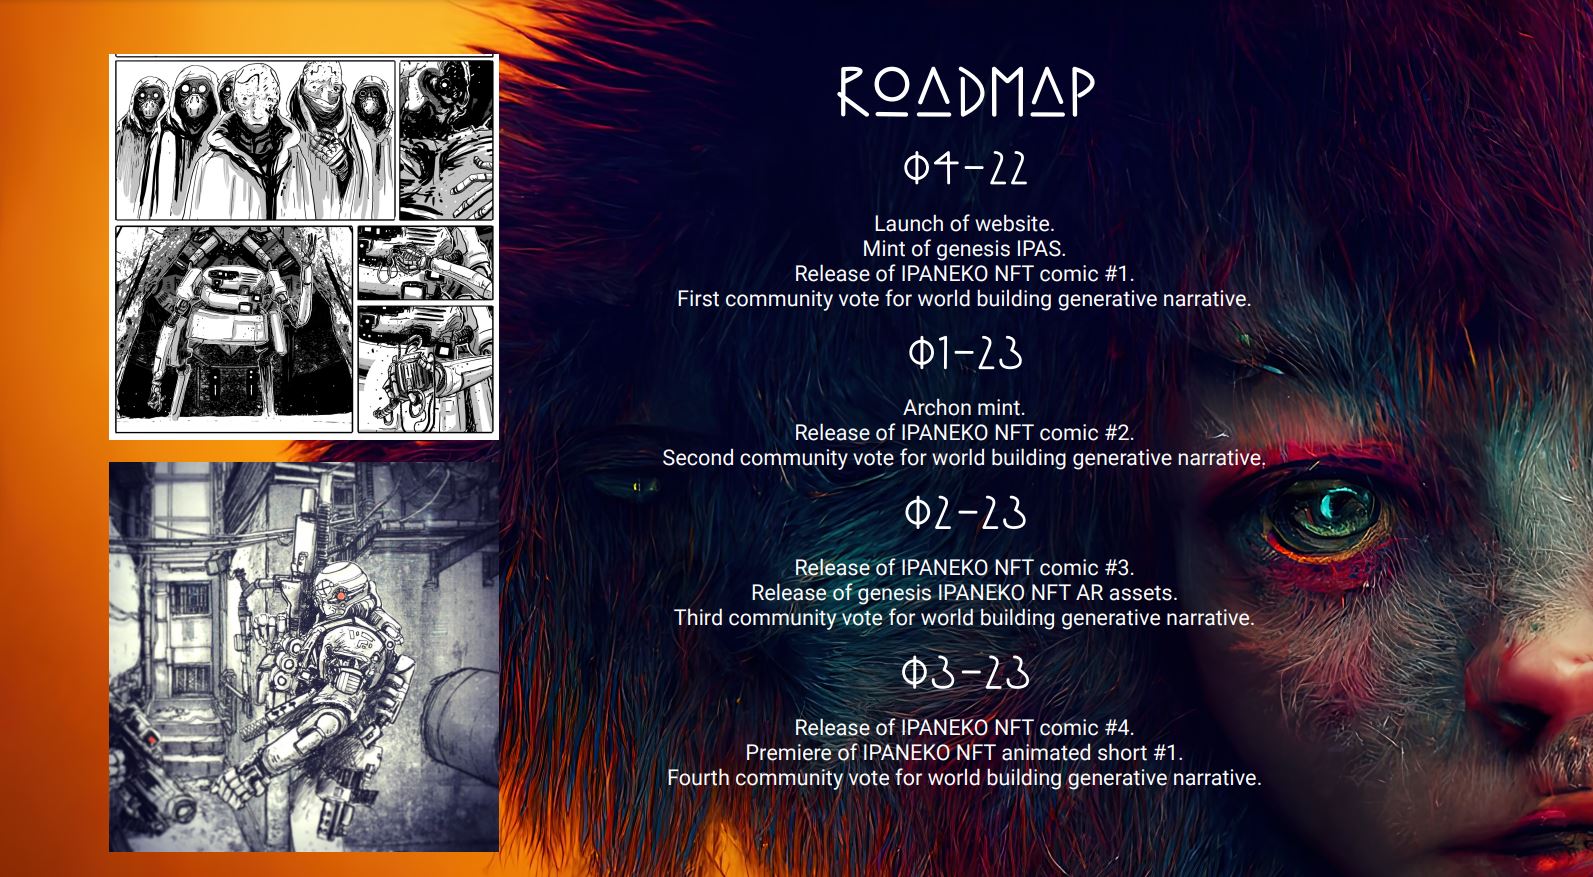 ROADMAP
Φ4-22
Launch of website.
Mint of genesis IPAS.
Release of IPANEKO NFT comic #1.
First community vote for world building generative narrative.
Φ1-23
Archon mint.
Release of IPANEKO NFT comic #2.
Second community vote for world building generative narrative.
Φ2-23
Release of IPANEKO NFT comic #3.
Release of genesis IPANEKO NFT AR assets.
Third community vote for world building generative narrative.
Φ3-23
Release of IPANEKO NFT comic #4.
Premiere of IPANEKO NFT animated short #1.
Fourth community vote for world building generative narrative.